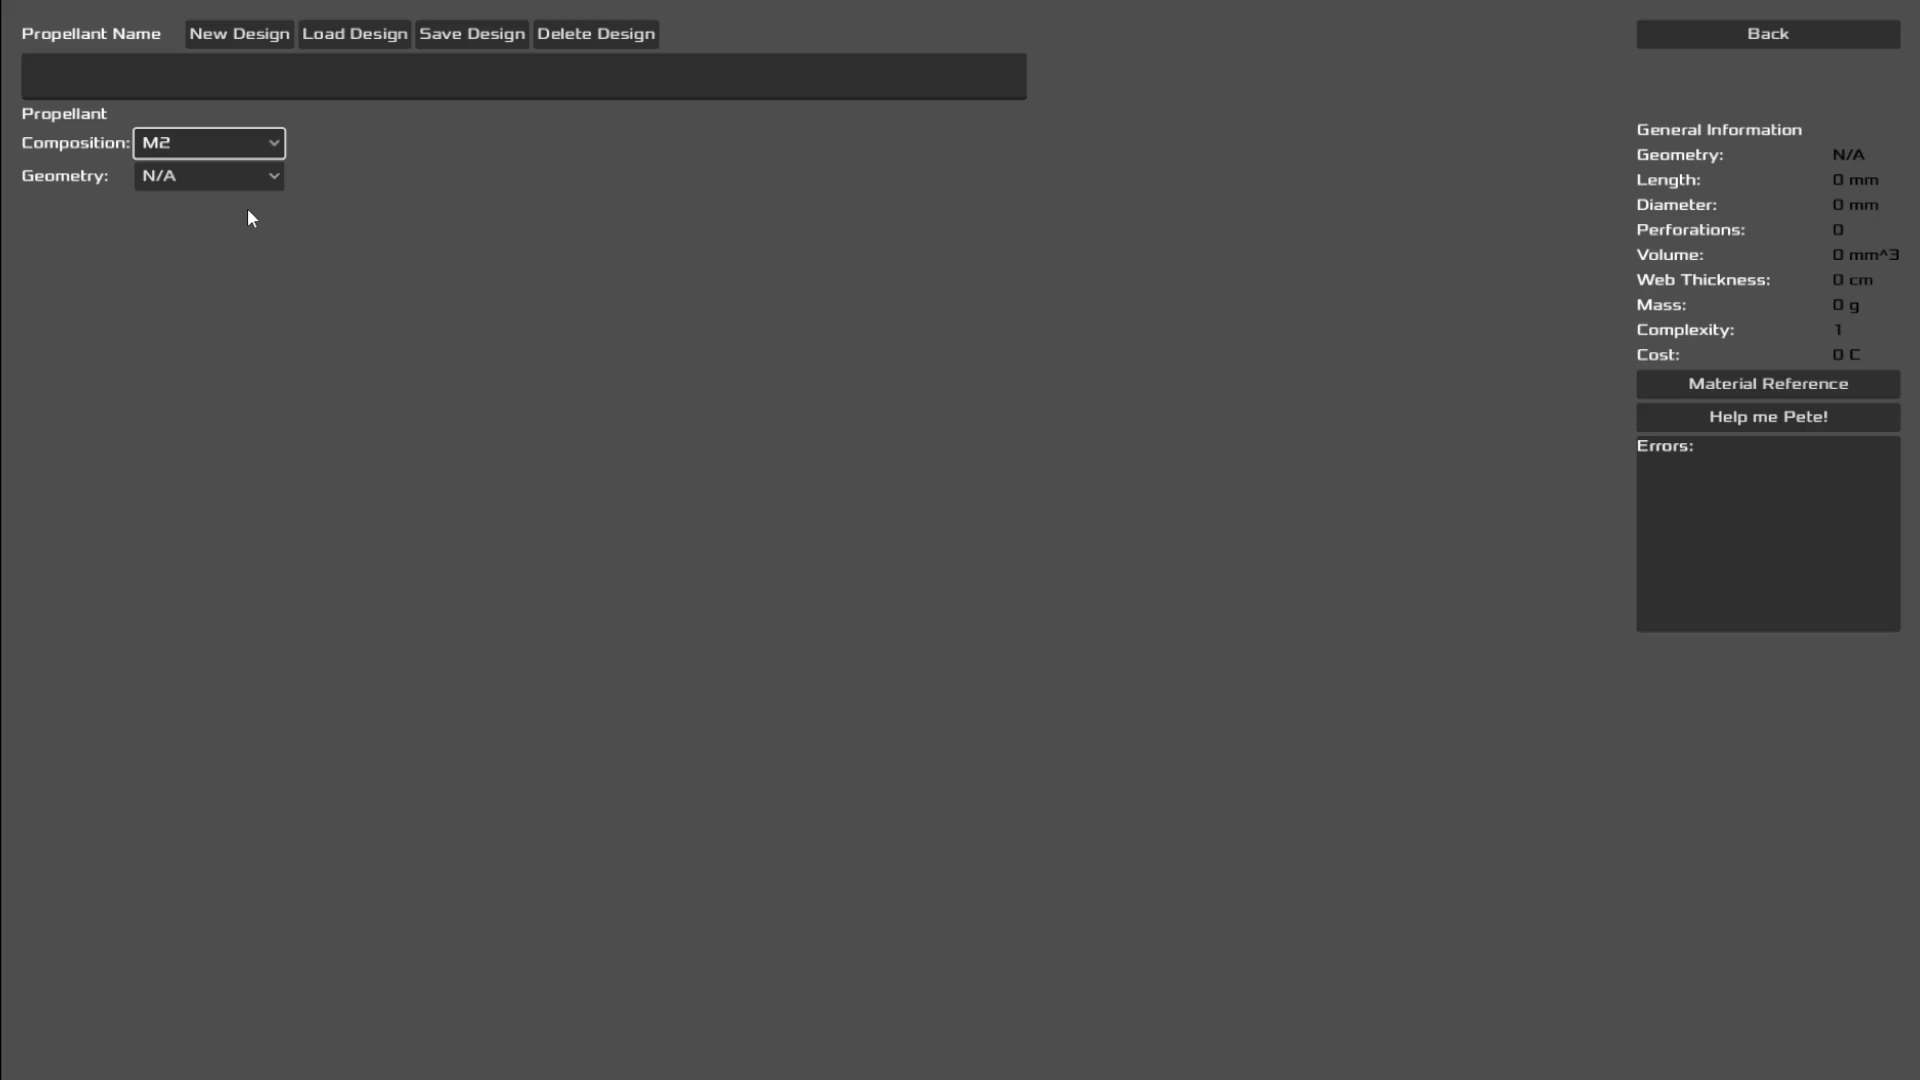 Propellant Name New Design Load Design Save Design Delete Design Back
Propellant
Composition: M2
Geometry: N/A
General Information
Geometry: N/A
Length: 0 mm
Diameter: 0 mm
Perforations: 0
Volume: 0 mm^3
Web Thickness: 0 cm
Mass: 0 g
Complexity: 1
Cost: 0 C
Material Reference
Help me Pete!
Errors: